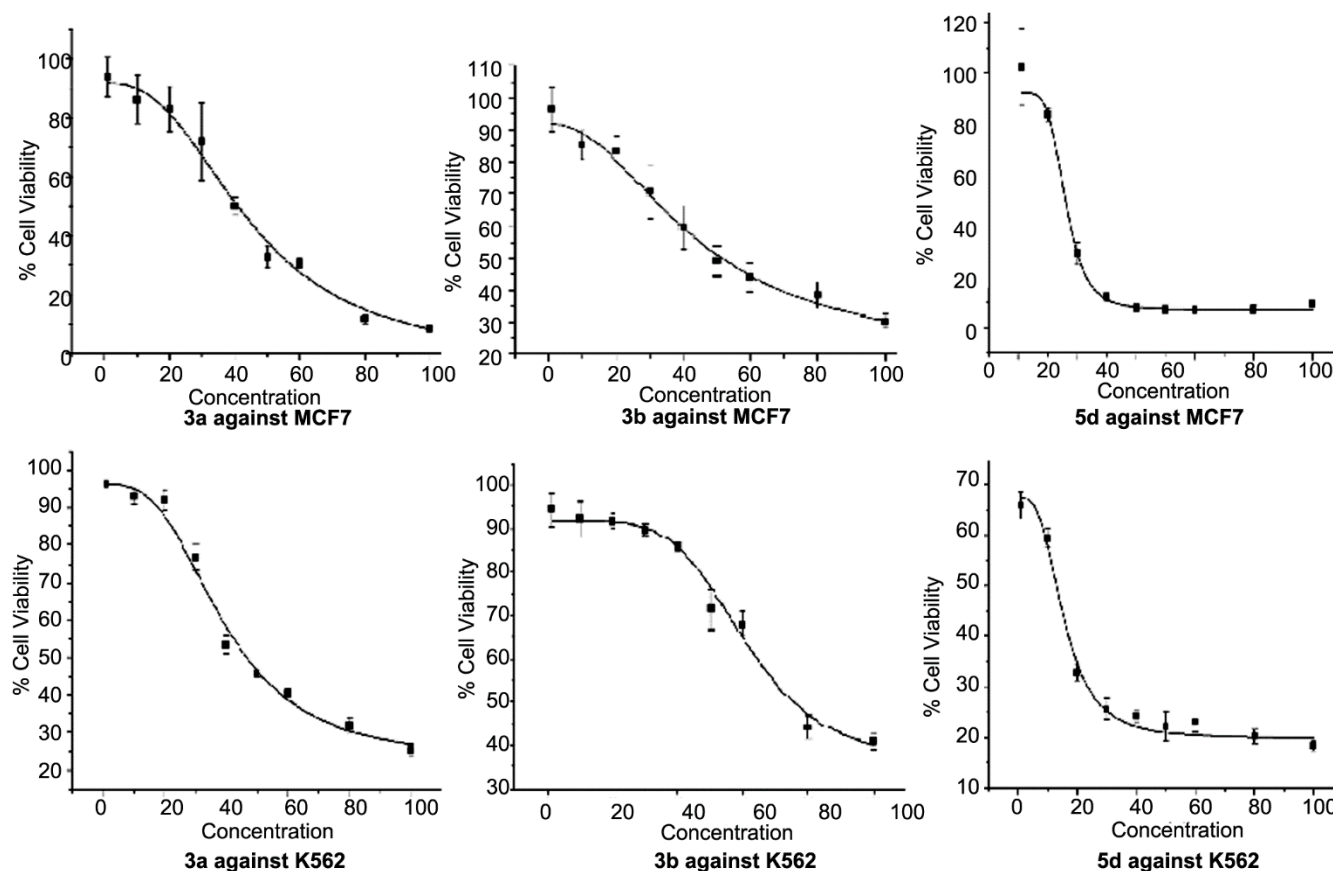 % Cell Viability
100
80
60
40
20
0
0 20 40 60 80 100
Concentration
3a against MCF7
% Cell Viability
110
100
90
80
70
60
50
40
30
20
0 20 40 60 80 100
Concentration
3b against MCF7
% Cell Viability
120
100
80
60
40
20
0
0 20 40 60 80 100
Concentration
5d against MCF7
% Cell Viability
100
90
80
70
60
50
40
30
20
0 20 40 60 80 100
Concentration
3a against K562
% Cell Viability
100
90
80
70
60
50
40
30
0 20 40 60 80 100
Concentration
3b against K562
% Cell Viability
70
60
50
40
30
20
10
0 20 40 60 80 100
Concentration
5d against K562